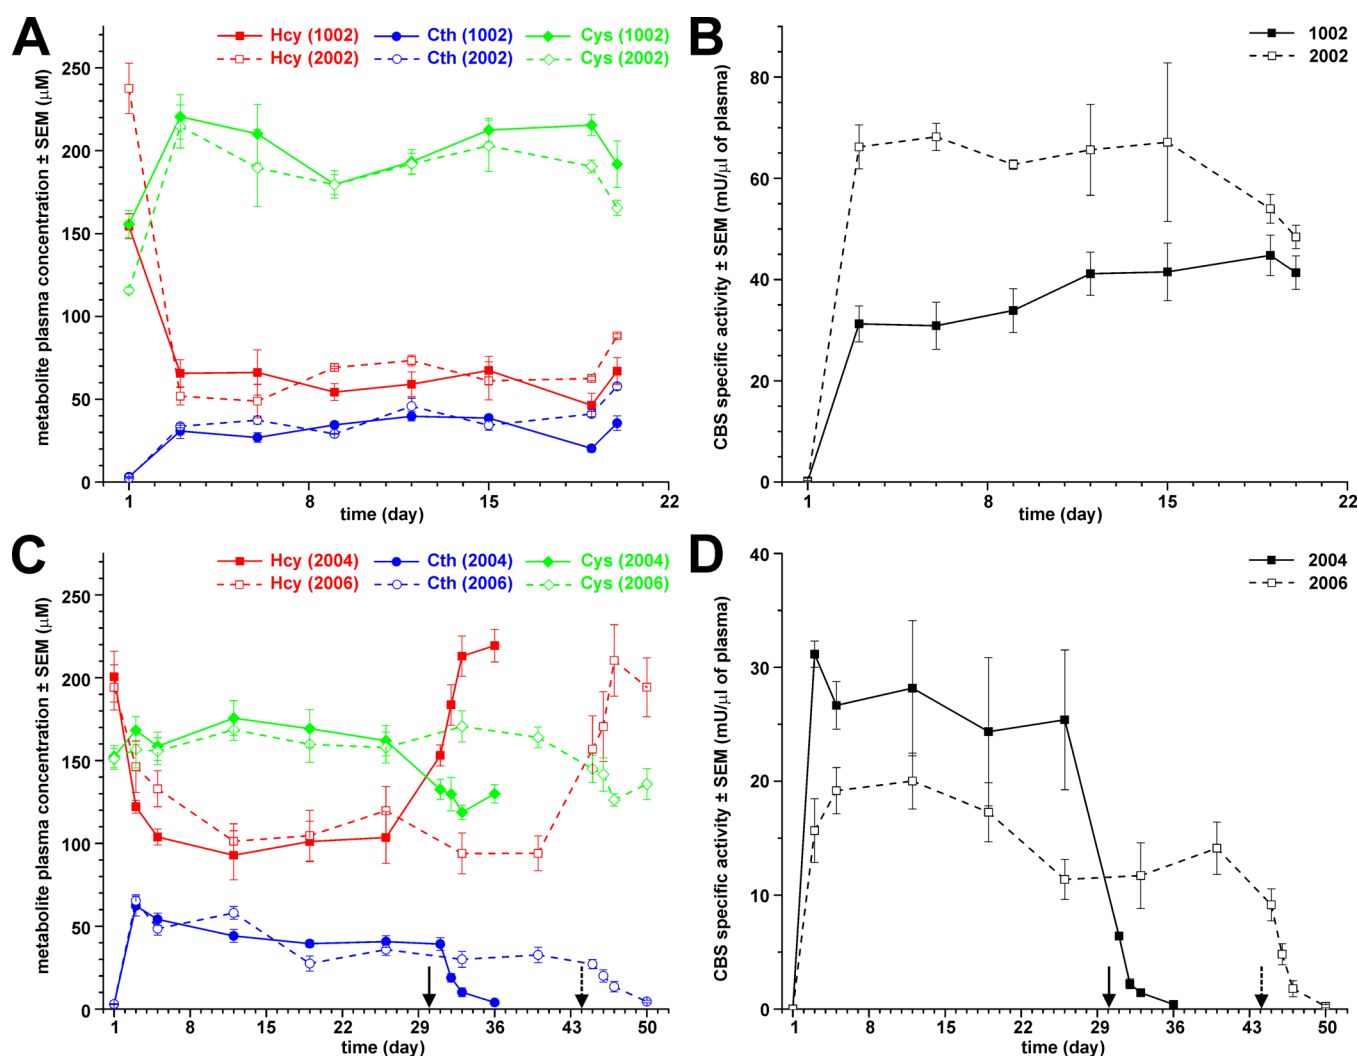 A
Hcy (1002) Cth (1002) Cys (1002)
Hcy (2002) Cth (2002) Cys (2002)
metabolite plasma concentration ± SEM (μM)
250
200
150
100
50
0
1 8 15 22
time (day)
B
1002
2002
CBS specific activity ± SEM (mU/μl of plasma)
80
60
40
20
0
1 8 15 22
time (day)
C
Hcy (2004) Cth (2004) Cys (2004)
Hcy (2006) Cth (2006) Cys (2006)
metabolite plasma concentration ± SEM (μM)
250
200
150
100
50
0
1 8 15 22 29 36 43 50
time (day)
D
2004
2006
CBS specific activity ± SEM (mU/μl of plasma)
40
30
20
10
0
1 8 15 22 29 36 43 50
time (day)